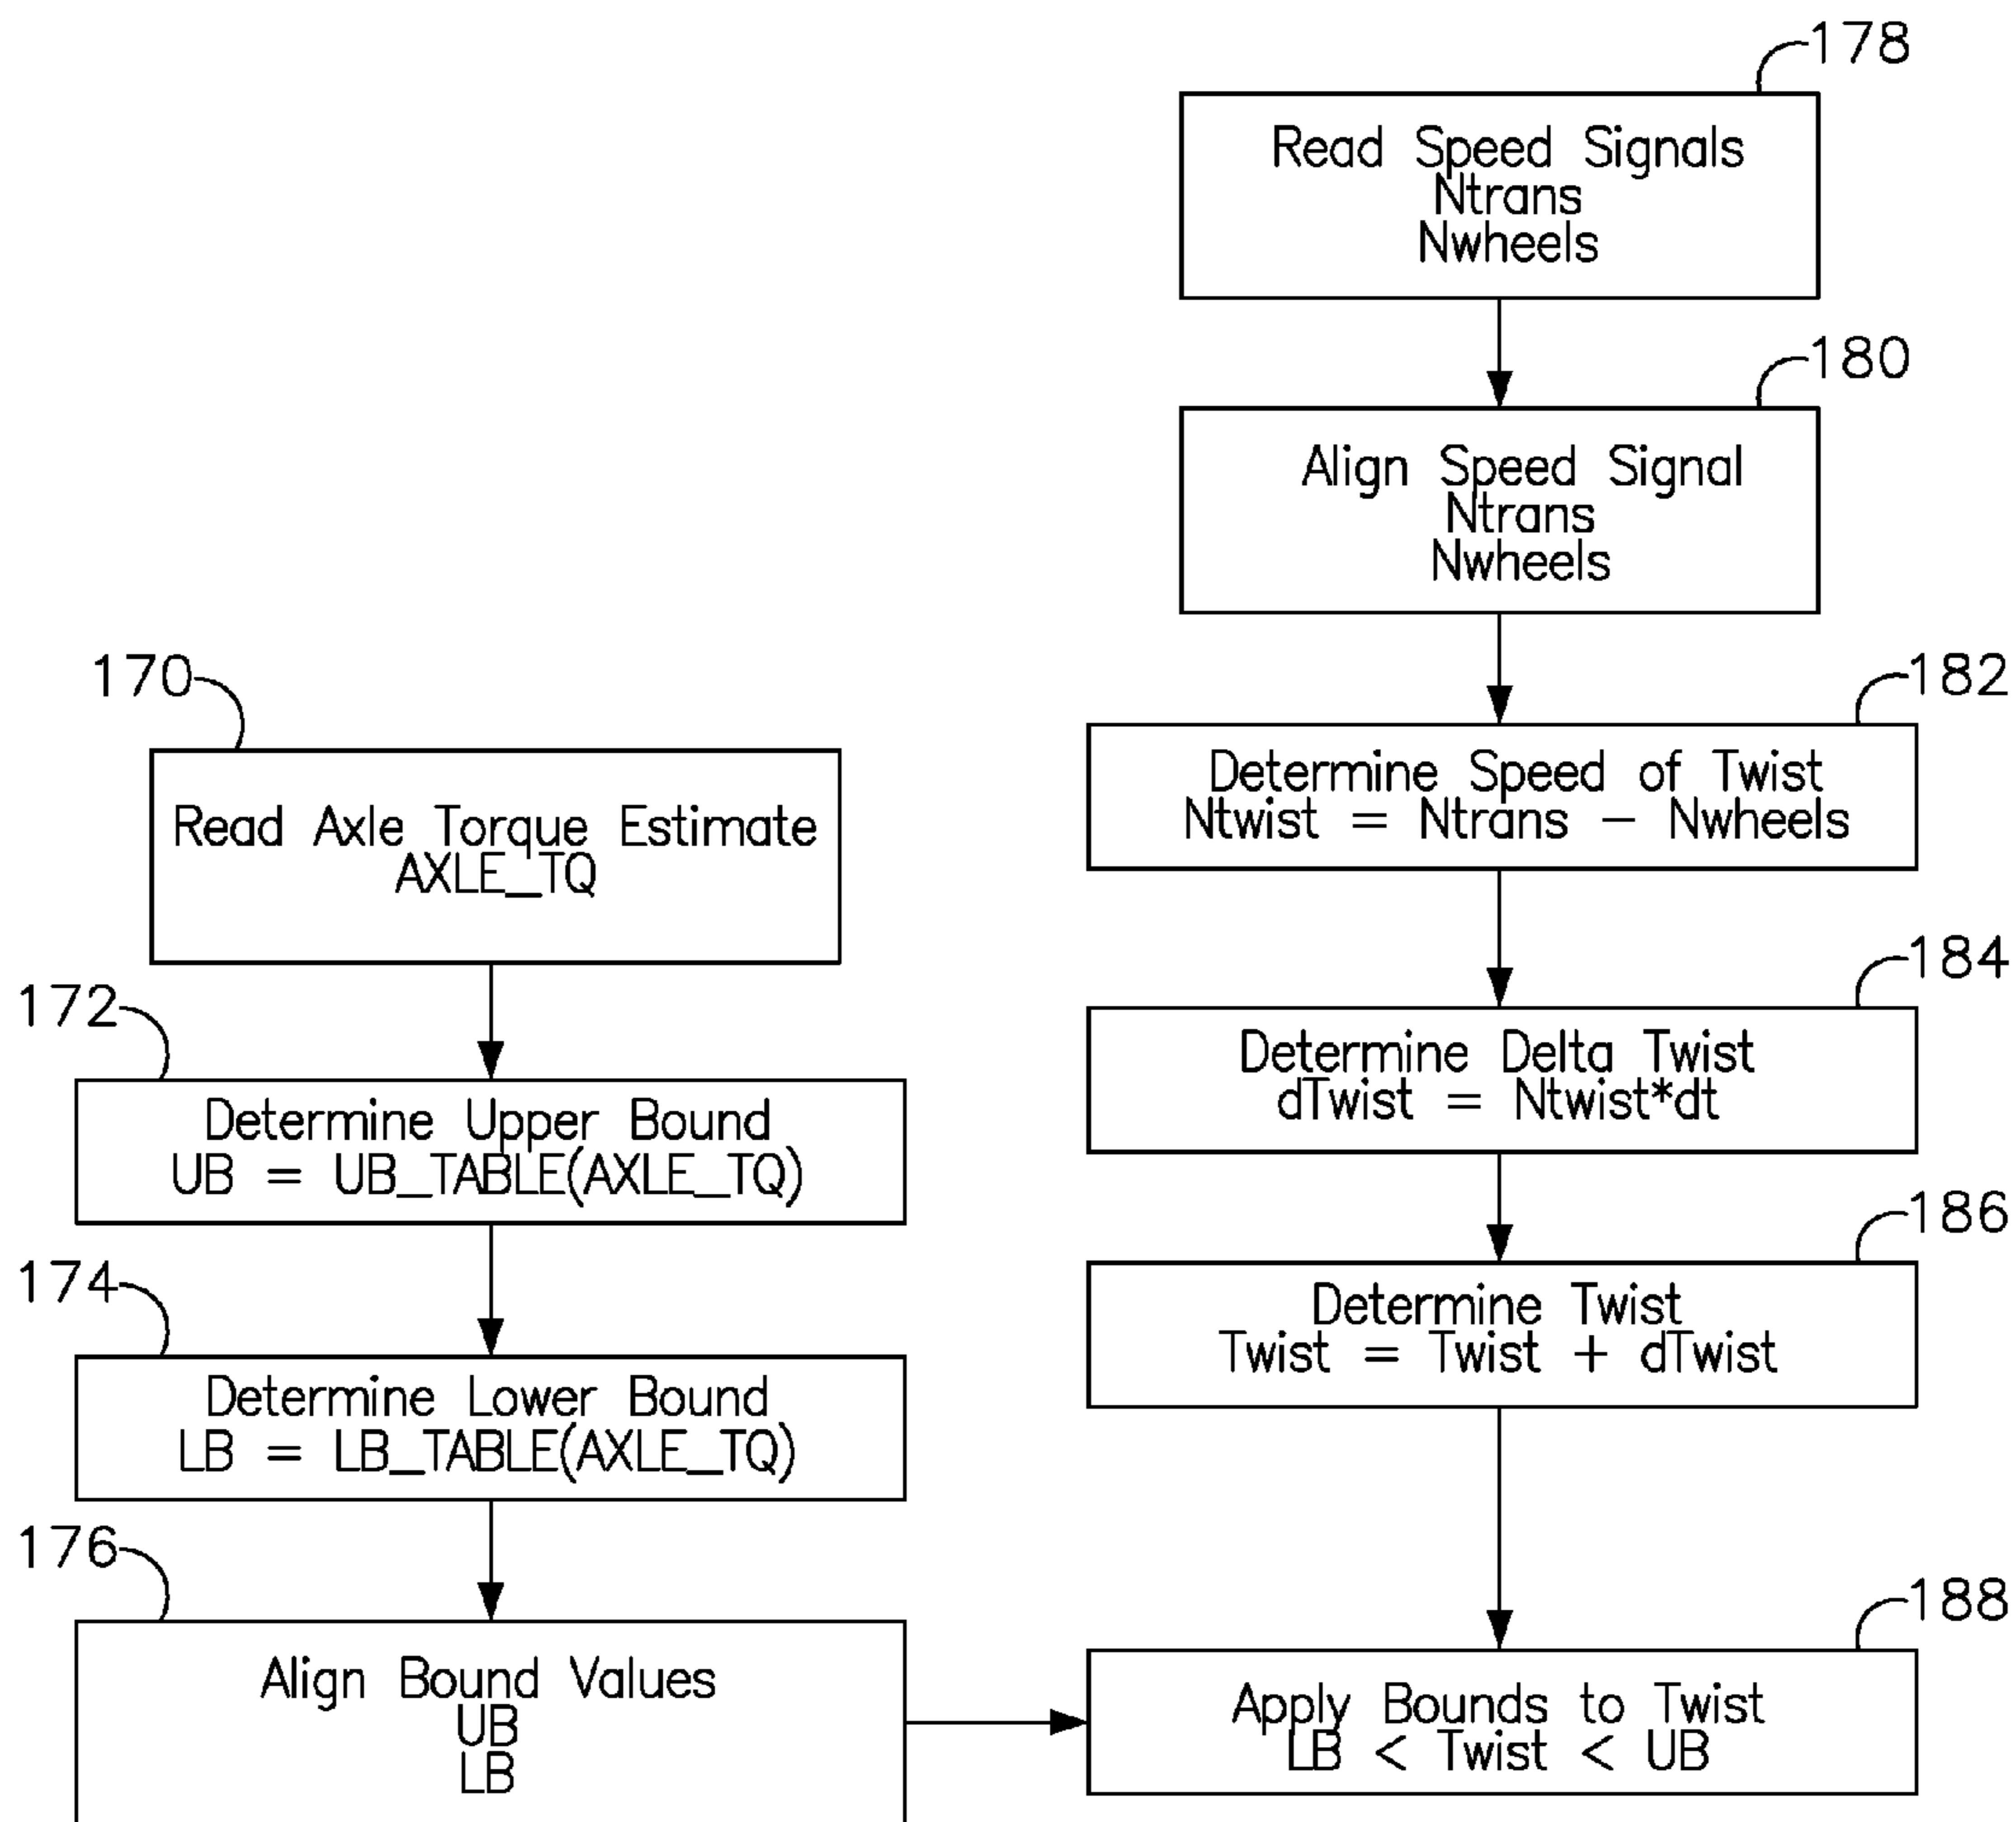 178
Read Speed Signals
Ntrans
Nwheels
180
Align Speed Signal
Ntrans
Nwheels
182
Determine Speed of Twist
Ntwist = Ntrans − Nwheels
184
Determine Delta Twist
dTwist = Ntwist*dt
186
Determine Twist
Twist = Twist + dTwist
170
Read Axle Torque Estimate
AXLE_TQ
172
Determine Upper Bound
UB = UB_TABLE(AXLE_TQ)
174
Determine Lower Bound
LB = LB_TABLE(AXLE_TQ)
176
Align Bound Values
UB
LB
188
Apply Bounds to Twist
LB < Twist < UB